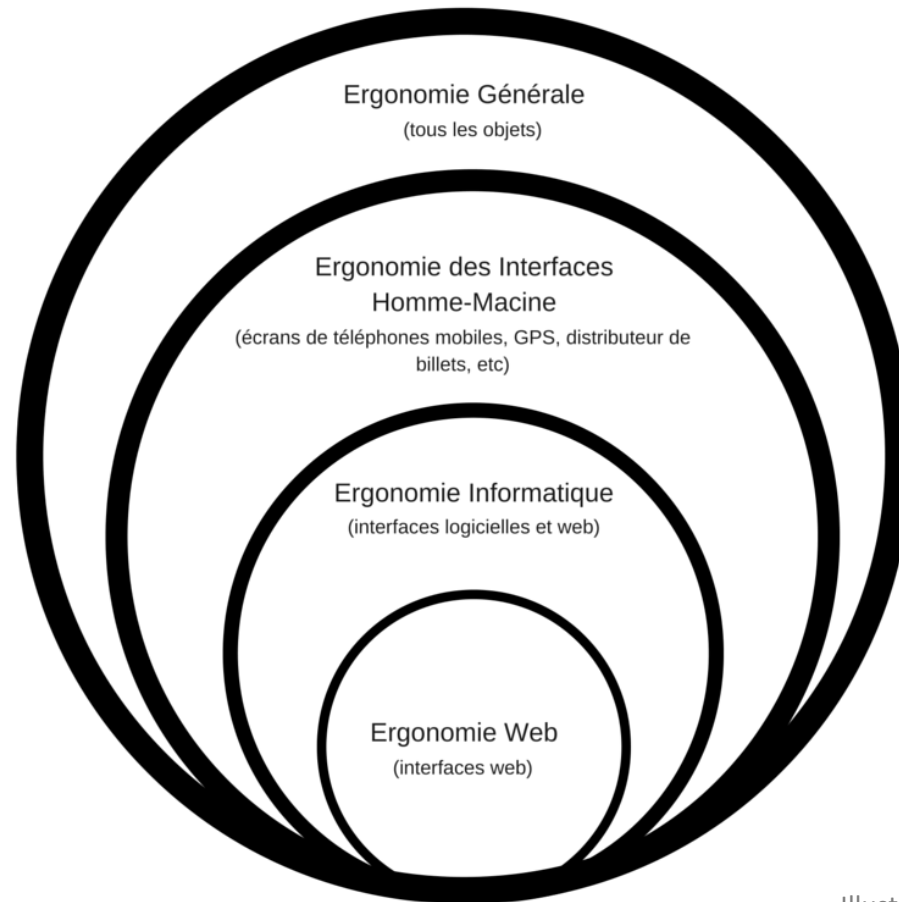 Ergonomie Générale
(tous les objets)
Ergonomie des Interfaces
Homme-Macine
(écrans de téléphones mobiles, GPS, distributeur de
billets, etc)
Ergonomie Informatique
(interfaces logicielles et web)
Ergonomie Web
(interfaces web)